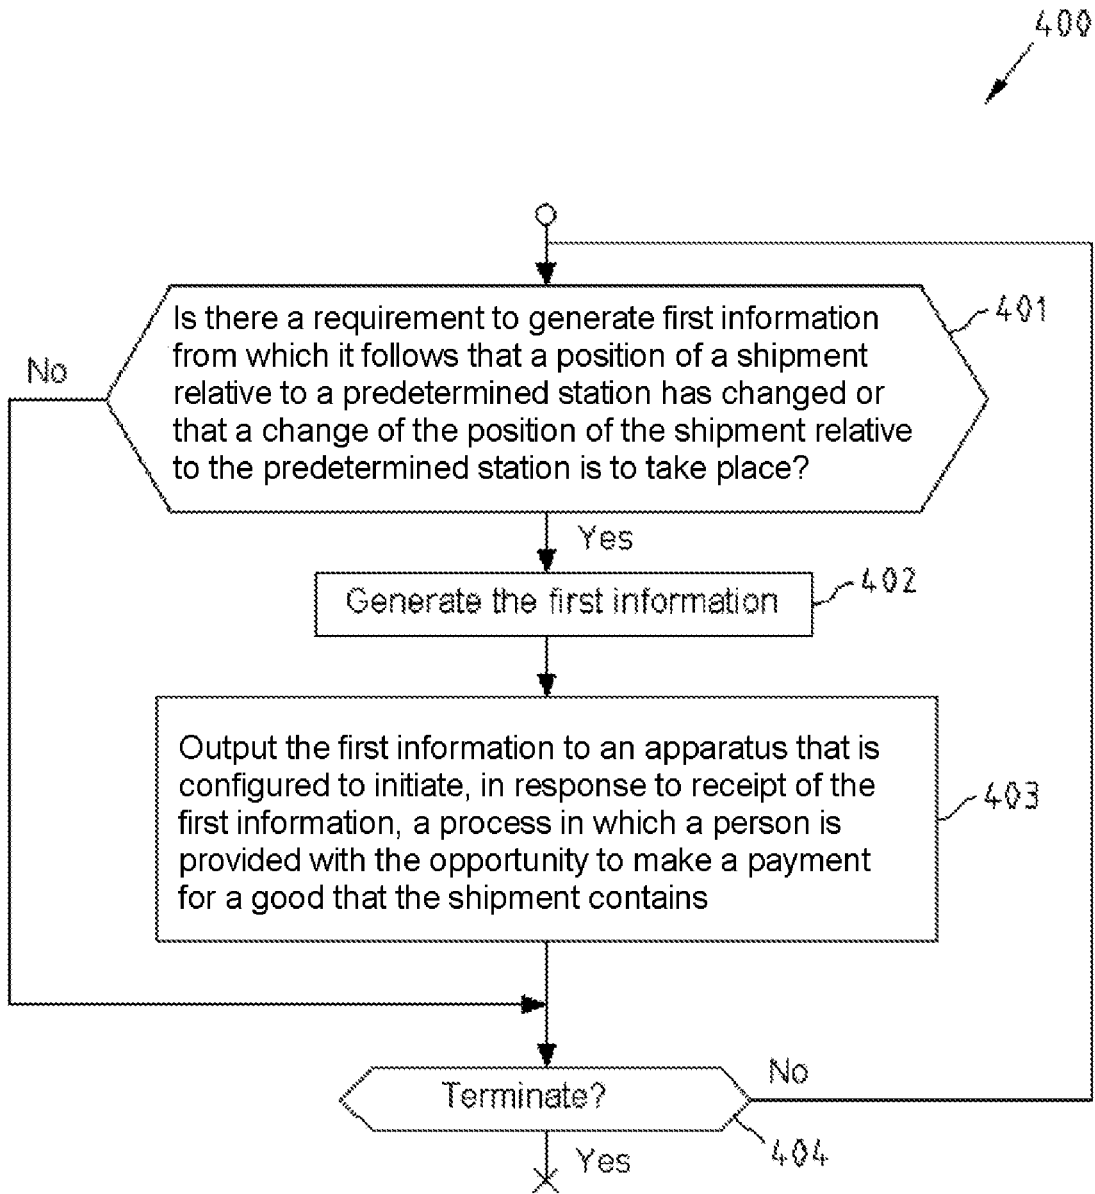 400
Is there a requirement to generate first information
from which it follows that a position of a shipment
relative to a predetermined station has changed or
that a change of the position of the shipment relative
to the predetermined station is to take place?
401
No
Yes
Generate the first information
402
Output the first information to an apparatus that is
configured to initiate, in response to receipt of the
first information, a process in which a person is
provided with the opportunity to make a payment
for a good that the shipment contains
403
Terminate?
No
404
Yes